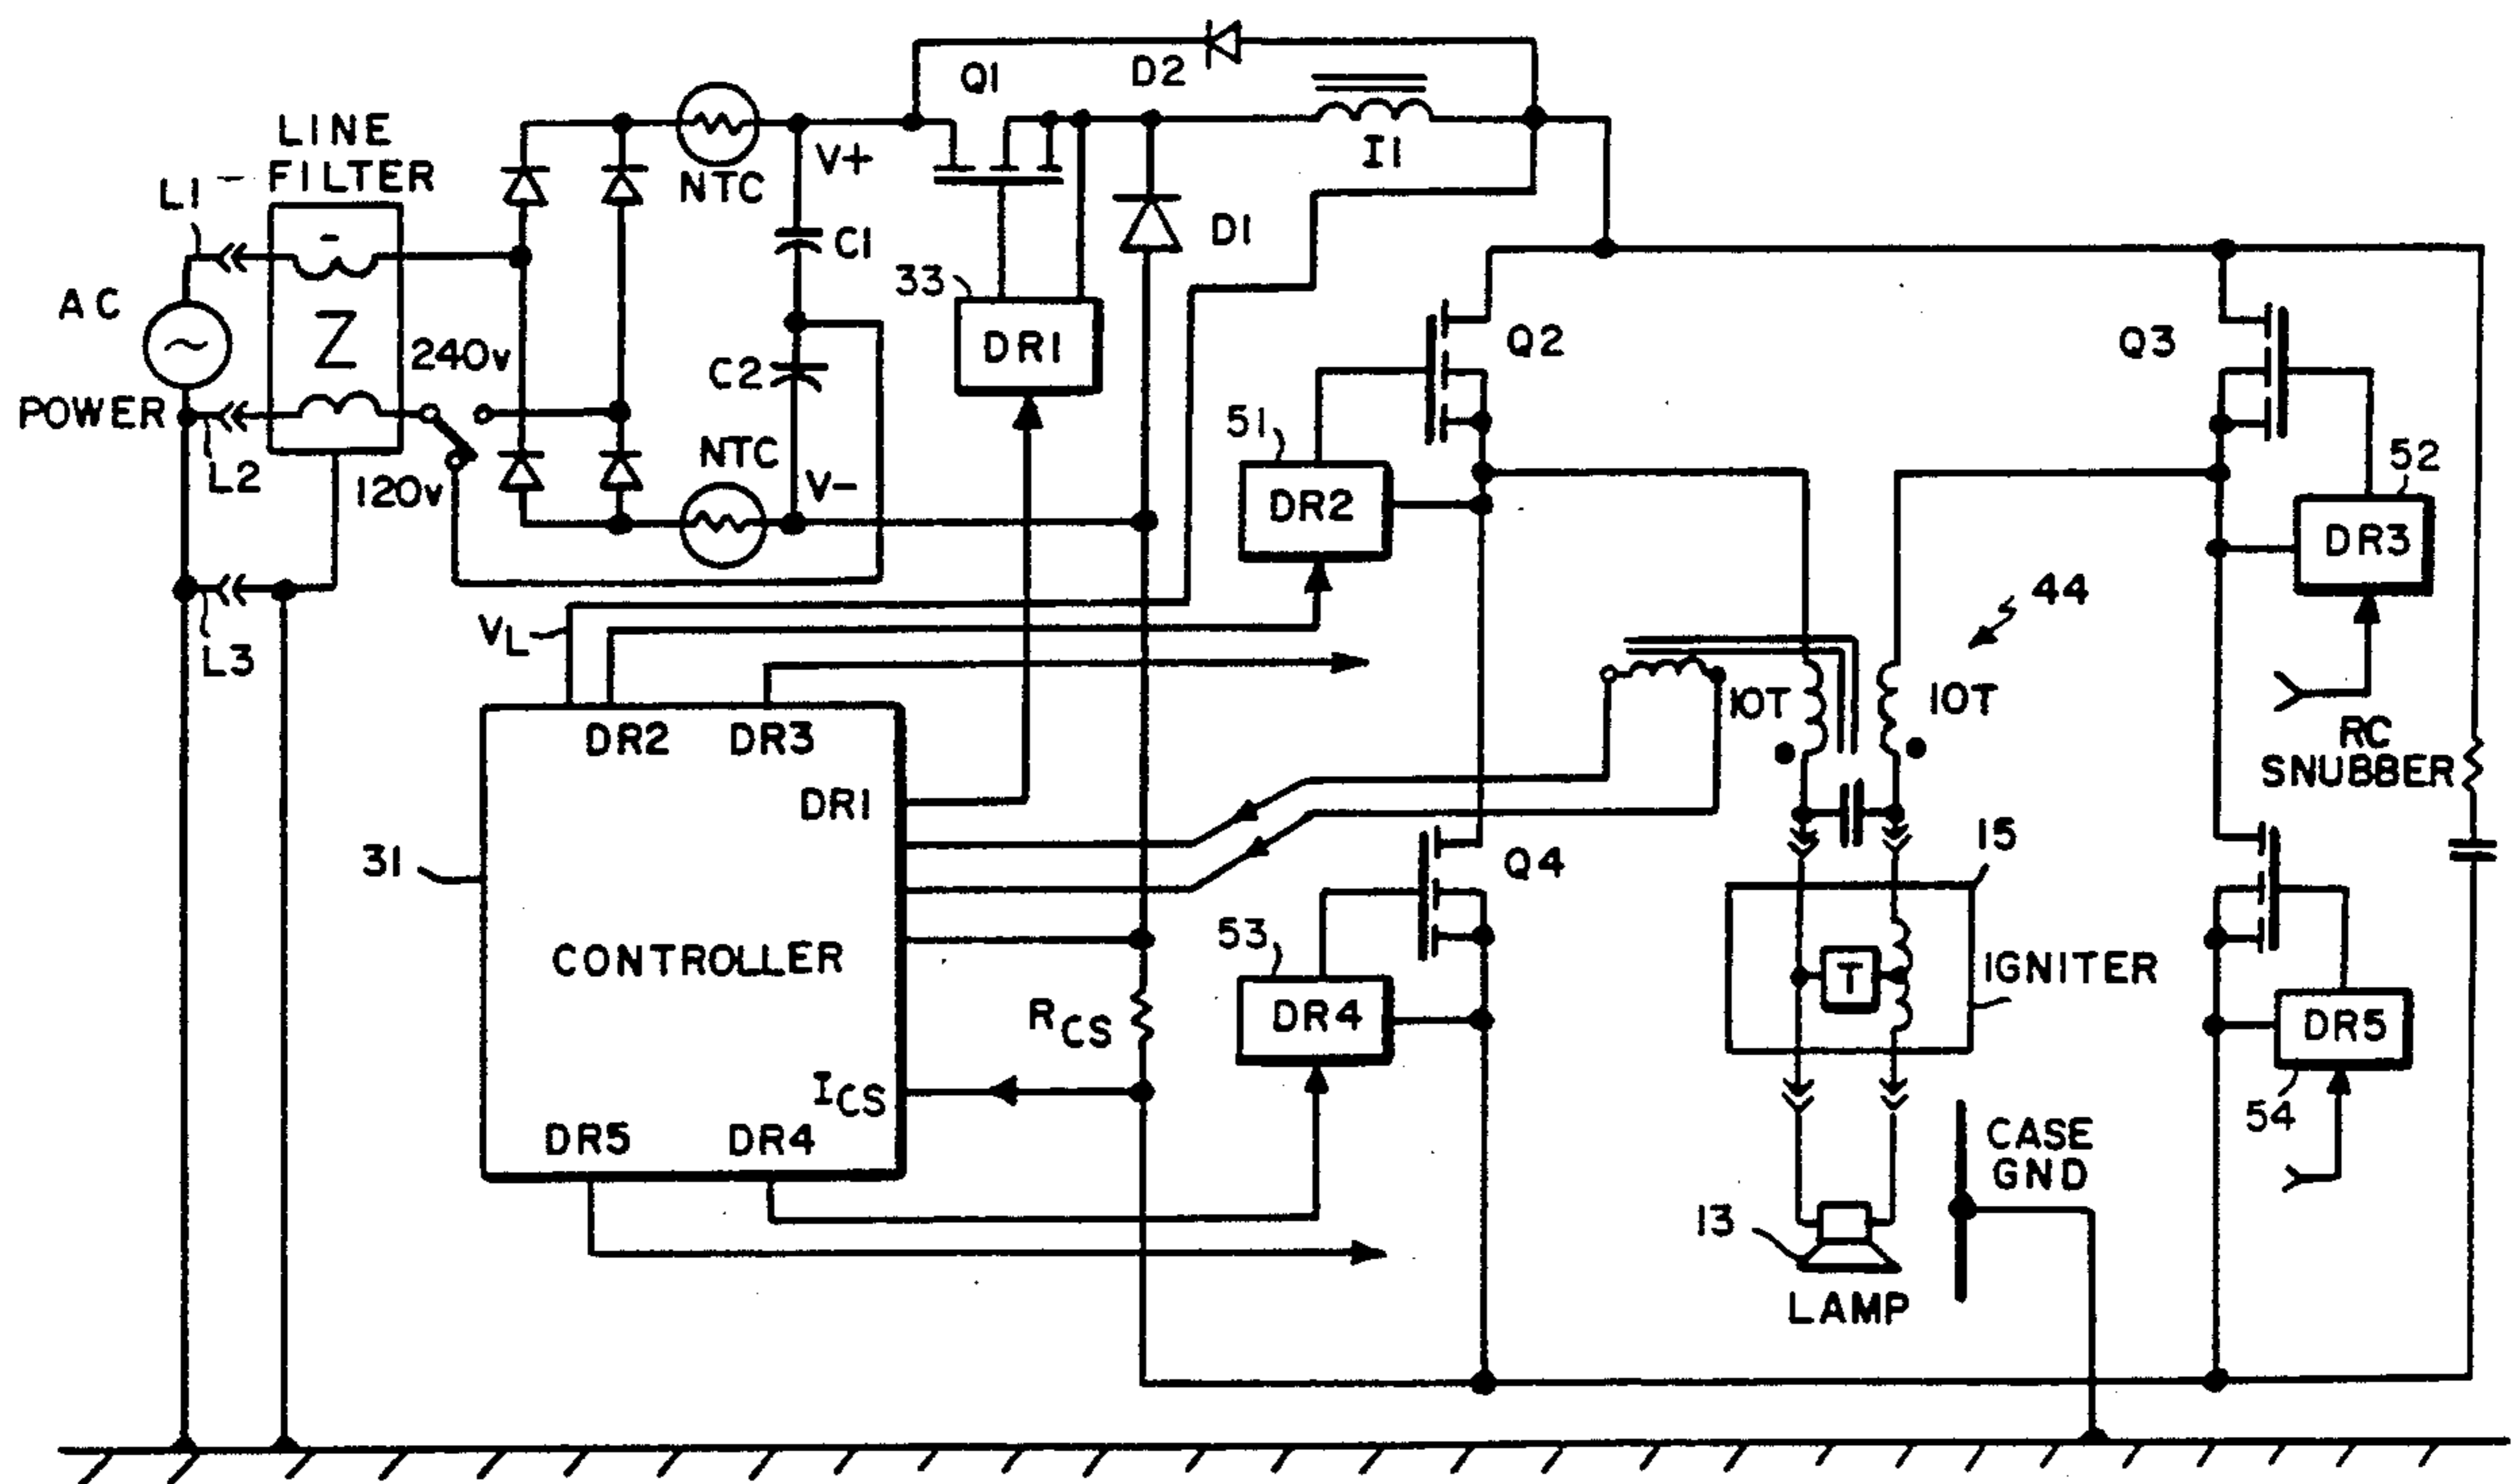 Q1
D2
LINE
FILTER
L1
NTC
V+
I1
C1
D1
33
DR1
AC
Z
240v
C2
POWER
L2
120v
NTC
V-
Q2
Q3
51
DR2
52
DR3
VL
L3
44
10T
10T
RC
SNUBBER
DR2
DR3
DR1
31
CONTROLLER
RCS
ICS
DR5
DR4
Q4
53
DR4
15
T
IGNITER
DR5
54
CASE
GND
13
LAMP